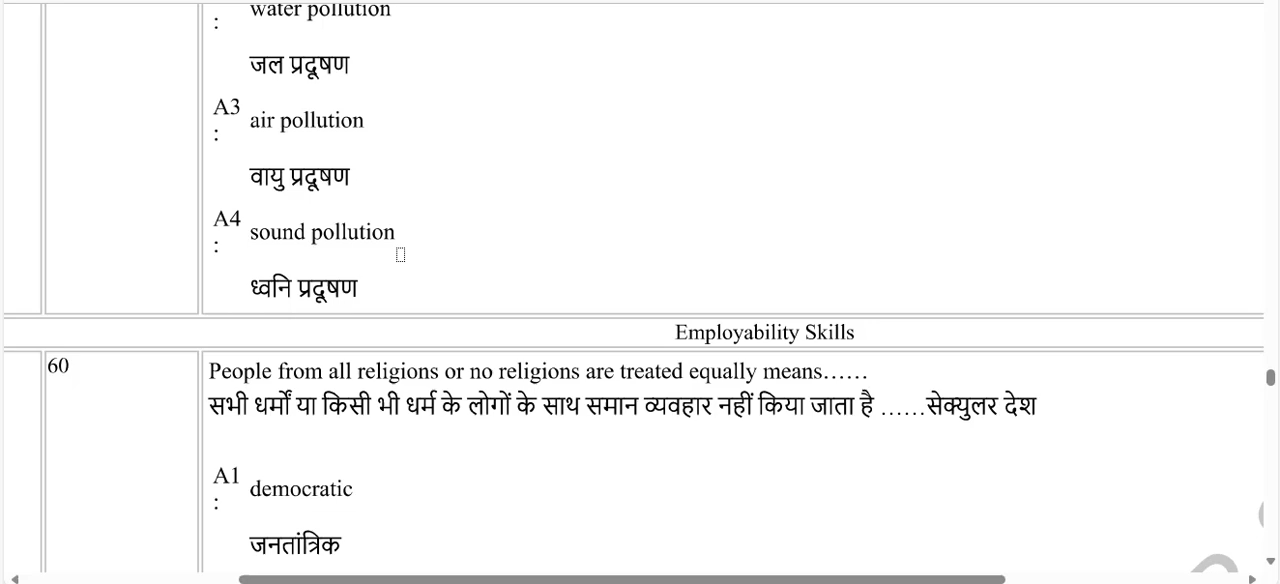 water pollution
:
जल प्रदूषण
A3
air pollution
:
वायु प्रदूषण
A4
sound pollution
:
ध्वनि प्रदूषण
Employability Skills
60
People from all religions or no religions are treated equally means……
सभी धर्मों या किसी भी धर्म के लोगों के साथ समान व्यवहार नहीं किया जाता है ……सेक्युलर देश
A1
democratic
:
जनतांत्रिक